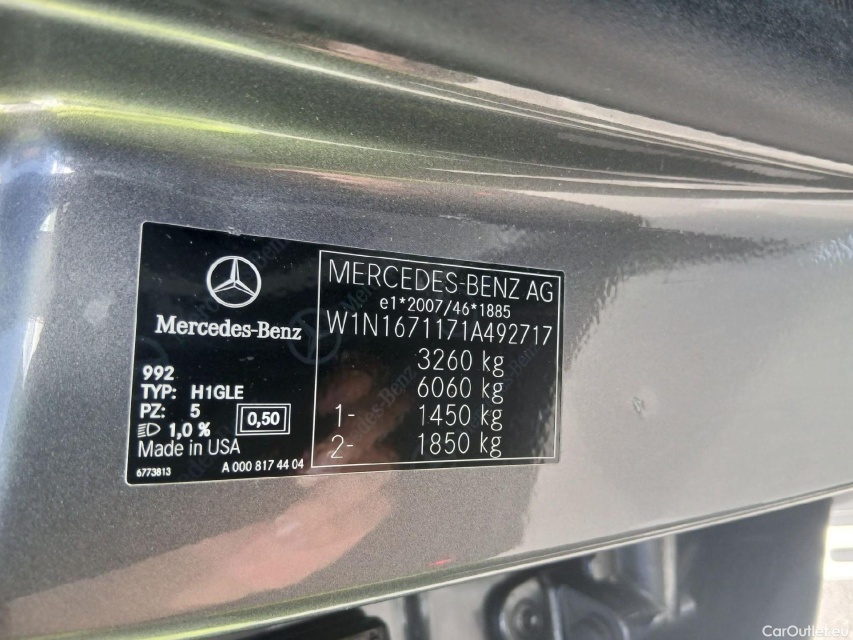 Mercedes-Benz
992
TYP: H1GLE
PZ: 5
0,50
1,0 %
Made in USA
6773813
A 000 817 44 04
MERCEDES-BENZ AG
e1*2007/46*1885
W1N1671171A492717
3260 kg
6060 kg
1- 1450 kg
2- 1850 kg
CarOutlet.eu